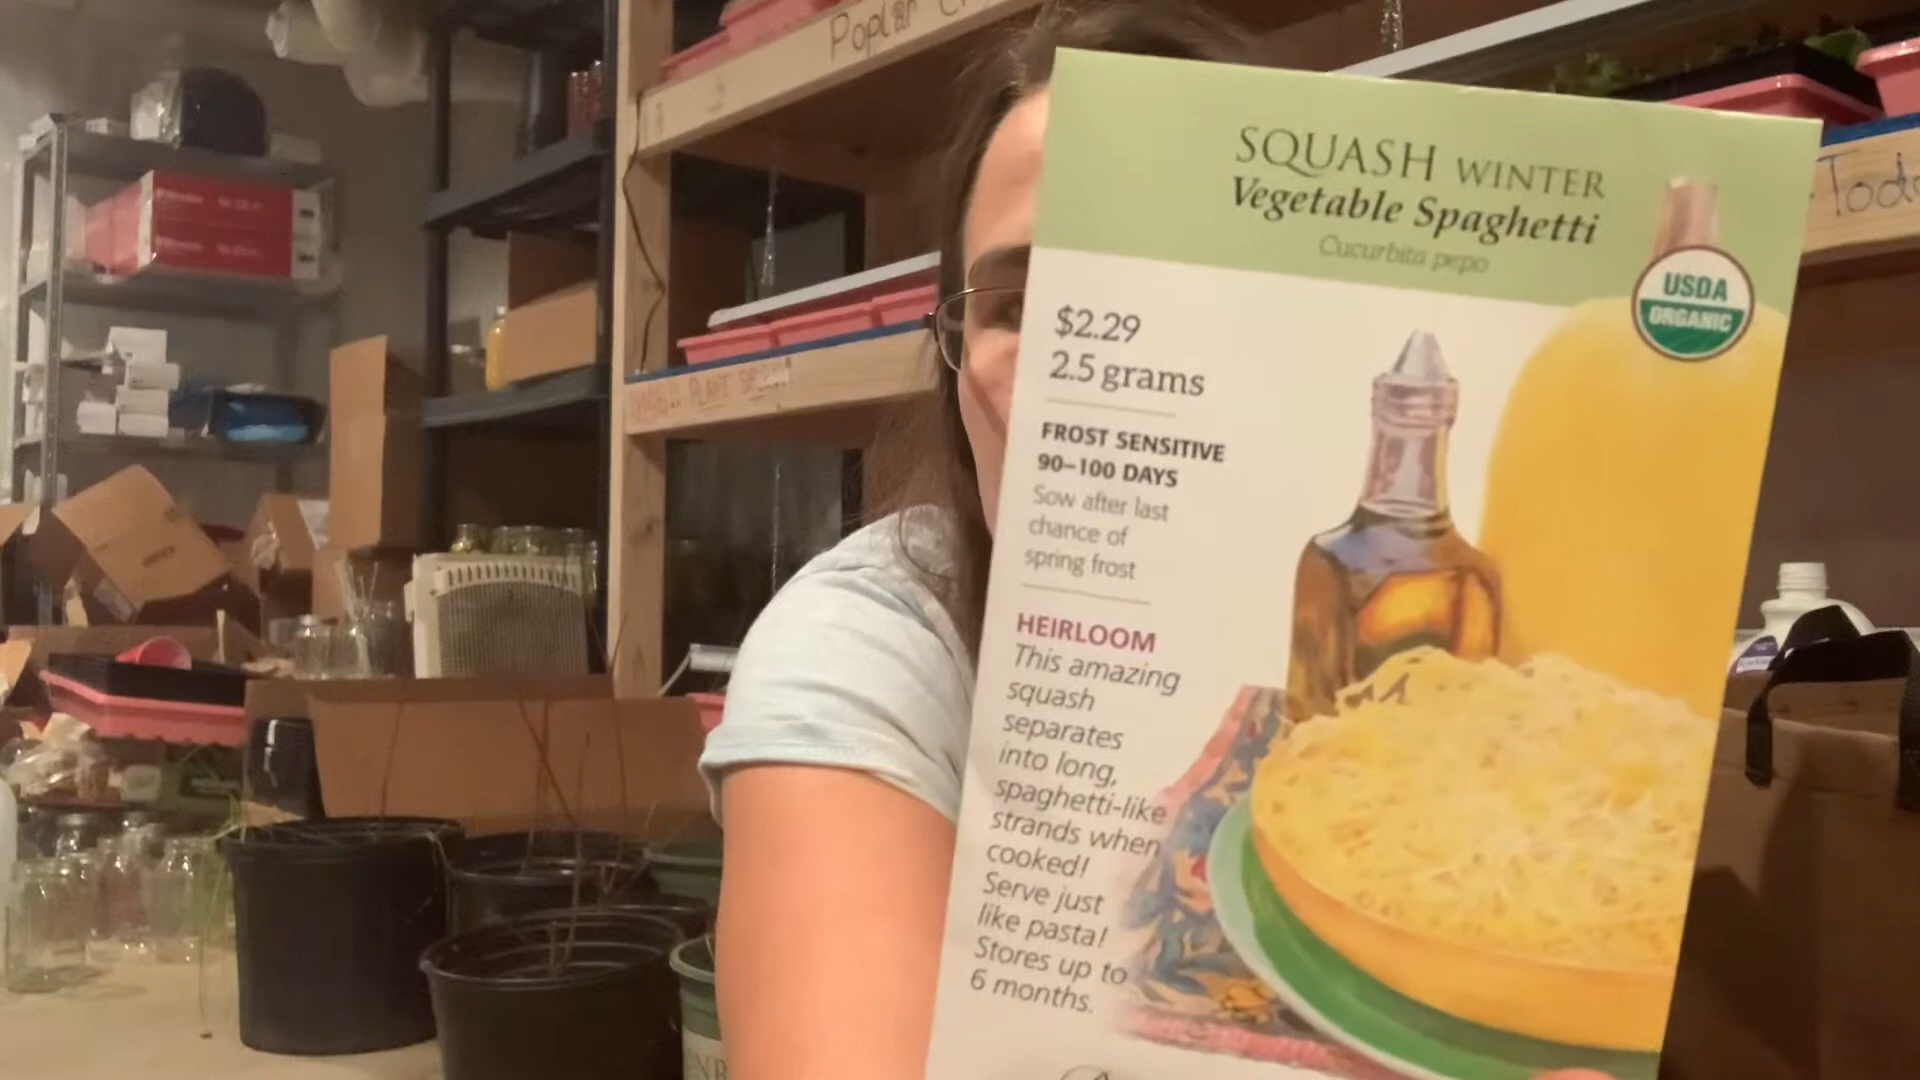 Poplar
SQUASH WINTER
Vegetable Spaghetti
Cucurbita pepo
USDA
ORGANIC
$2.29
2.5 grams
FROST SENSITIVE
90–100 DAYS
Sow after last
chance of
spring frost
HEIRLOOM
This amazing
squash
separates
into long,
spaghetti-like
strands when
cooked!
Serve just
like pasta!
Stores up to
6 months.